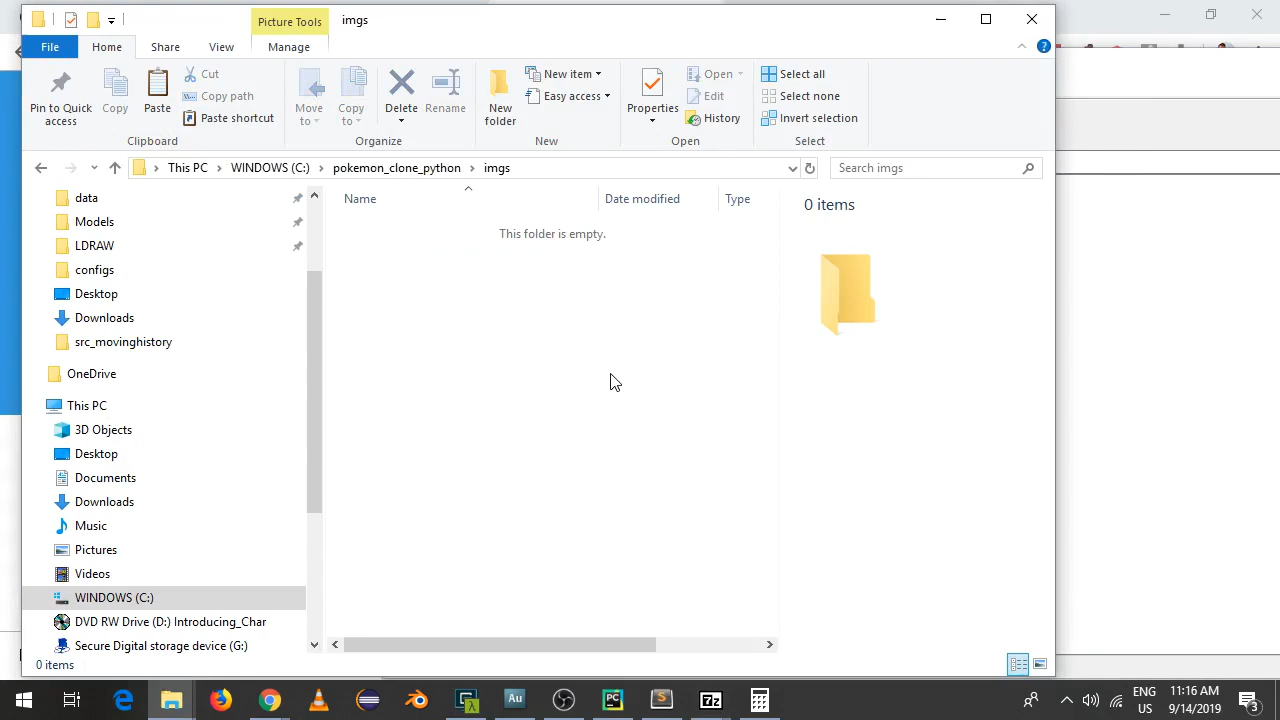 Picture Tools
imgs
File
Home
Share
View
Manage
Pin to Quick access
Copy
Paste
Cut
Copy path
Paste shortcut
Clipboard
Move to
Copy to
Delete
Rename
Organize
New folder
New item
Easy access
New
Properties
Open
Edit
History
Open
Select all
Select none
Invert selection
Select
This PC > WINDOWS (C:) > pokemon_clone_python > imgs
Search imgs
data
Models
LDRAW
configs
Desktop
Downloads
src_movinghistory
OneDrive
This PC
3D Objects
Desktop
Documents
Downloads
Music
Pictures
Videos
WINDOWS (C:)
DVD RW Drive (D:) Introducing_Char
Secure Digital storage device (G:)
Name
Date modified
Type
This folder is empty.
0 items
0 items
Au
PC
S
7z
ENG
US
11:16 AM
9/14/2019
3